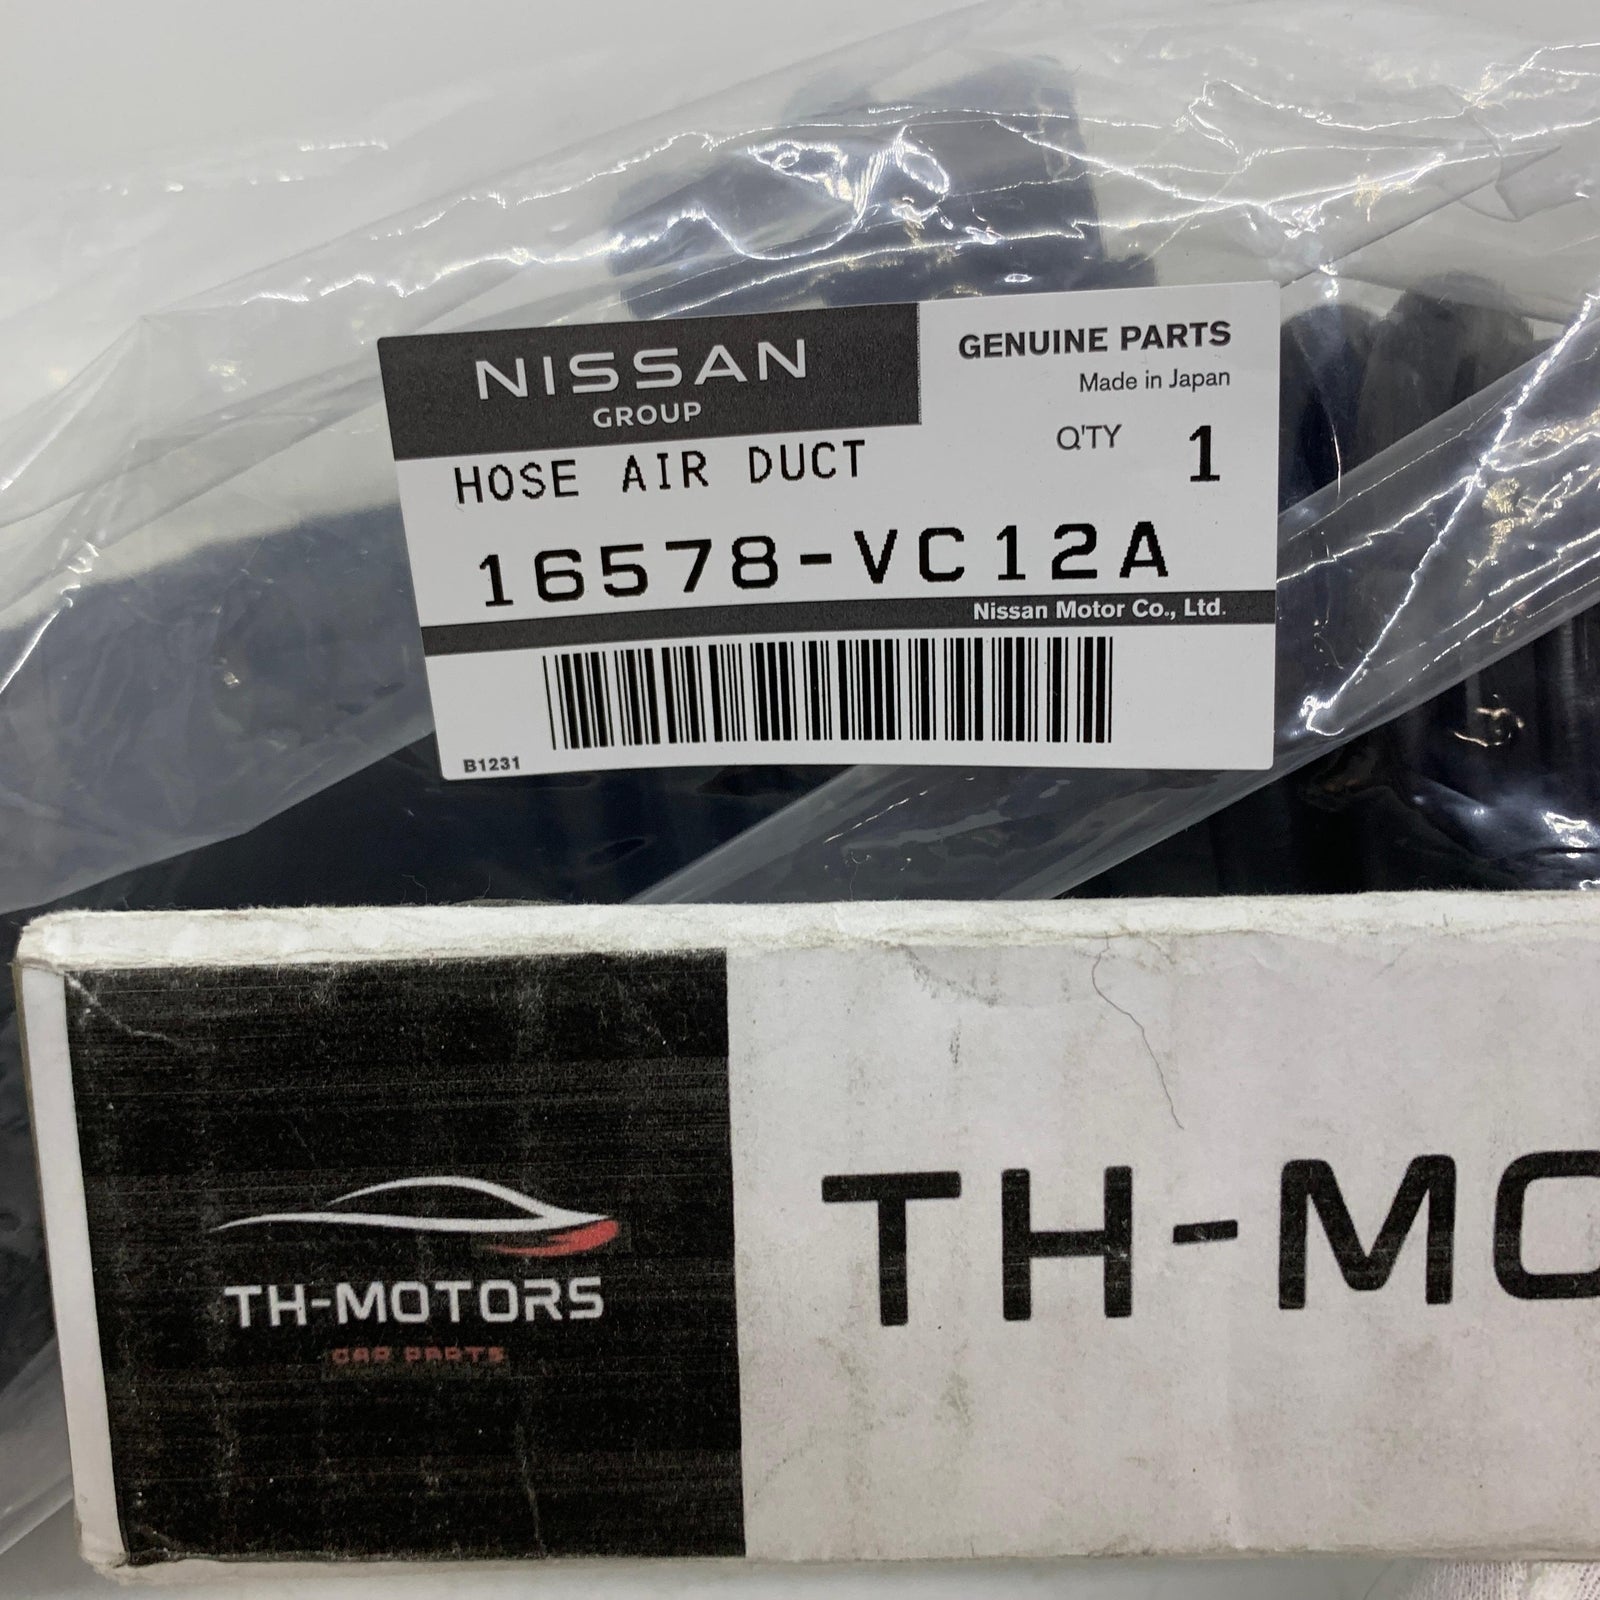 NISSAN
GROUP
GENUINE PARTS
Made in Japan
Q'TY 1
HOSE AIR DUCT
16578-VC12A
Nissan Motor Co., Ltd.
B1231
TH-MOTORS
CAR PARTS
TH-MO